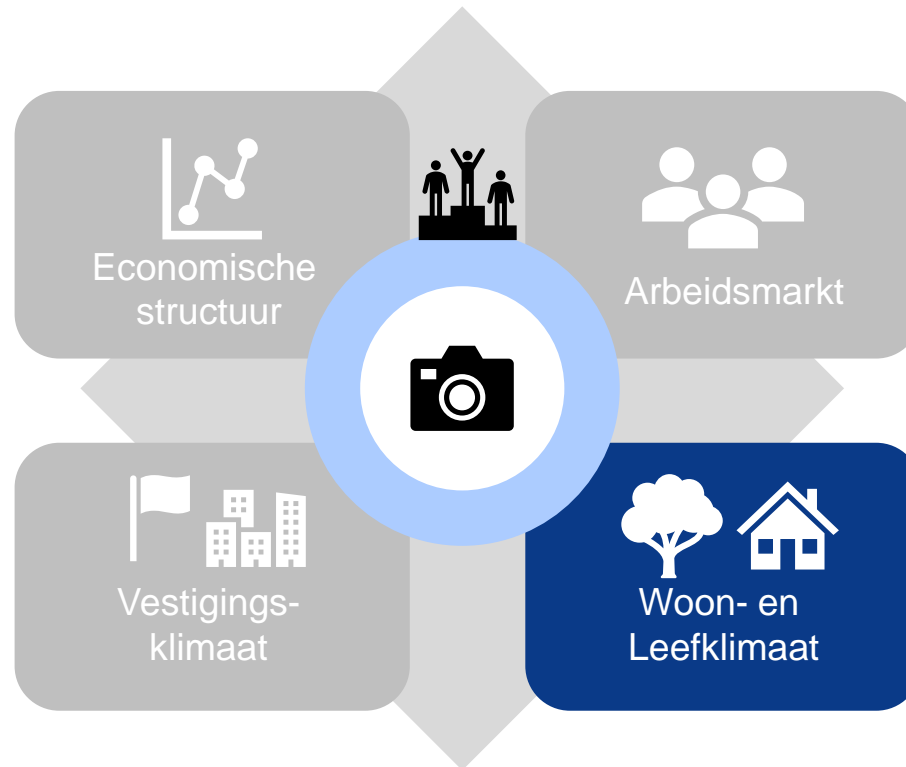 Economische
structuur
Arbeidsmarkt
Vestigings-
klimaat
Woon- en
Leefklimaat